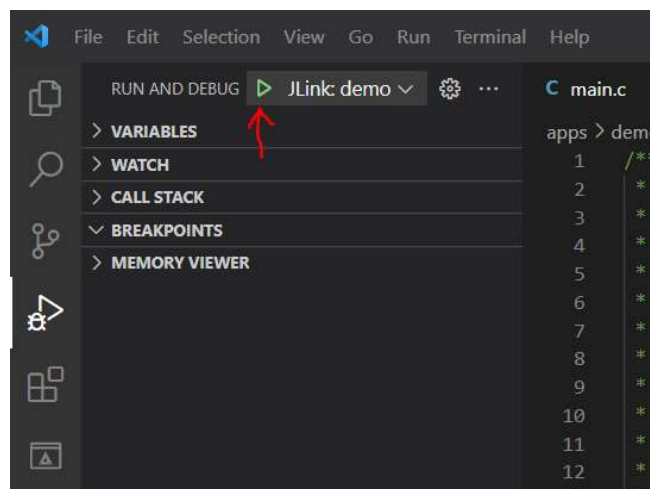 File Edit Selection View Go Run Terminal Help
RUN AND DEBUG JLink: demo
VARIABLES
WATCH
CALL STACK
BREAKPOINTS
MEMORY VIEWER
C main.c
apps > dem
1 /**
2 *
3 *
4 *
5 *
6 *
7 *
8 *
9 *
10 *
11 *
12 *